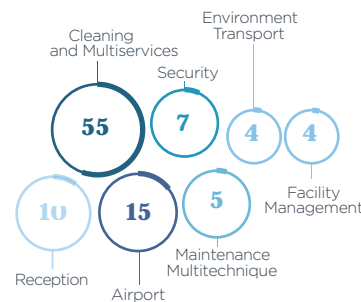 Environment
Transport
Cleaning
and Multiservices
Security
55
7
4
4
10
15
5
Facility
Management
Maintenance
Multitechnique
Reception
Airport